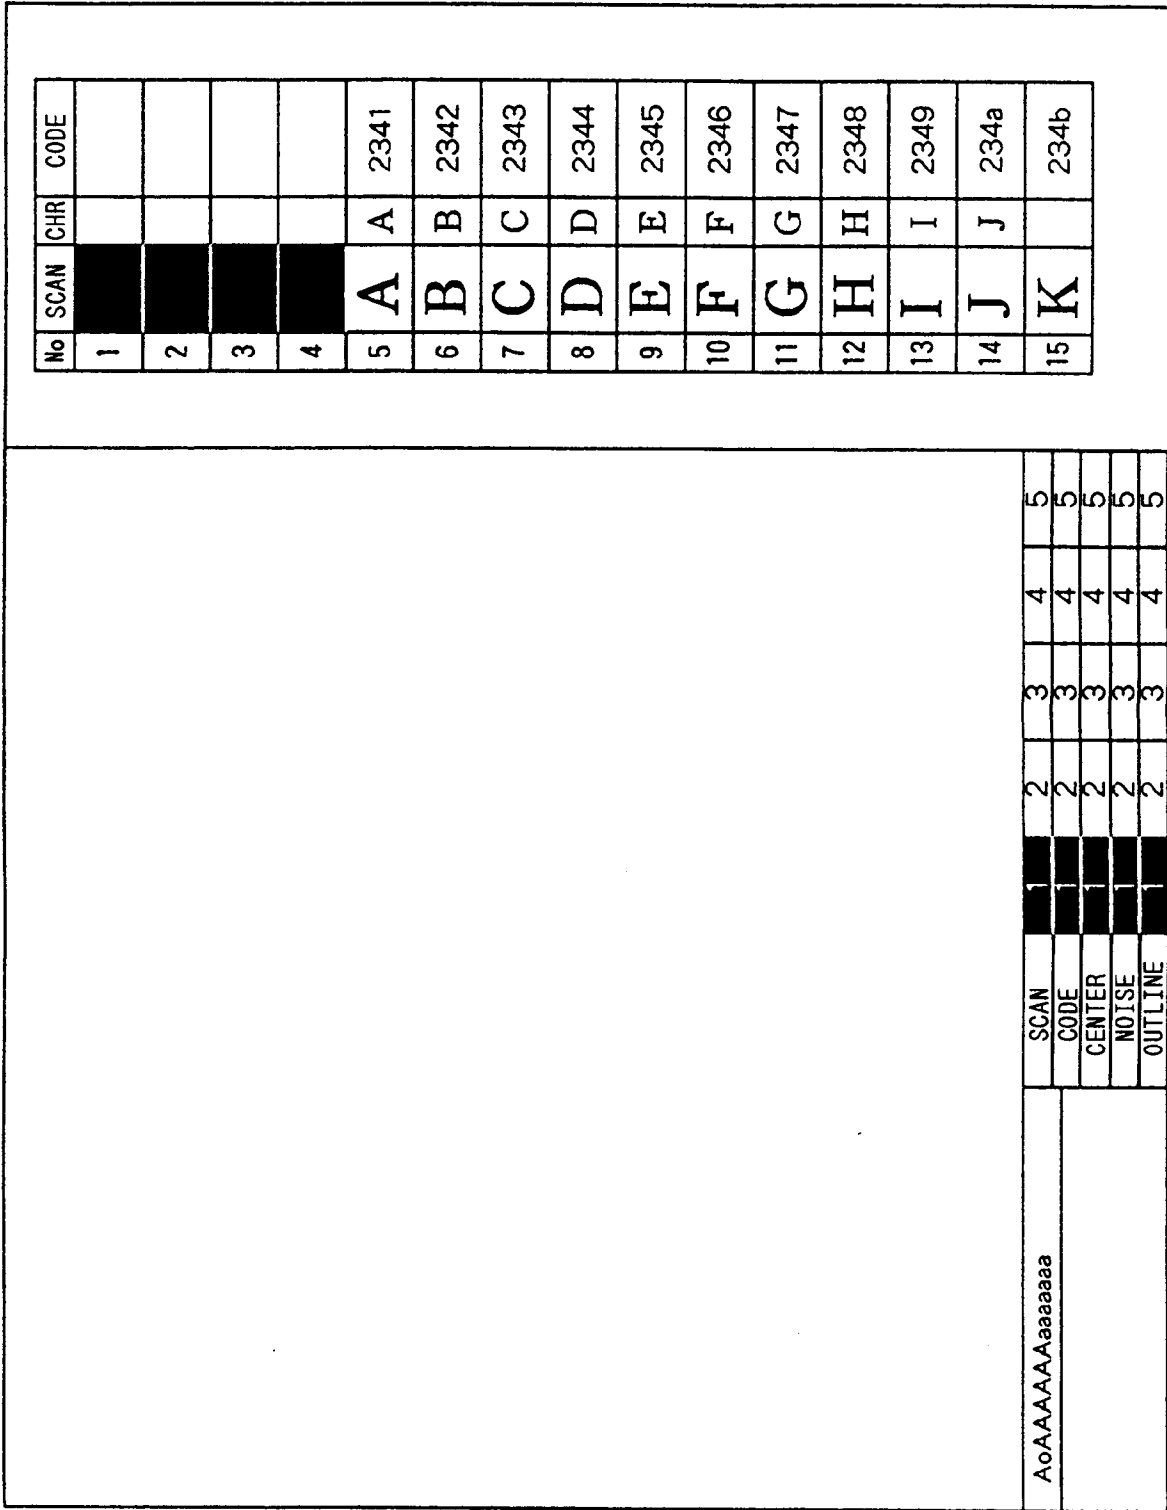 No SCAN CHR CODE
1
2
3
4
5 A A 2341
6 B B 2342
7 C C 2343
8 D D 2344
9 E E 2345
10 F F 2346
11 G G 2347
12 H H 2348
13 I I 2349
14 J J 234a
15 K 234b
AoAAAAAAaaaaaaa
SCAN 1 2 3 4 5
CODE 1 2 3 4 5
CENTER 1 2 3 4 5
NOISE 1 2 3 4 5
OUTLINE 1 2 3 4 5